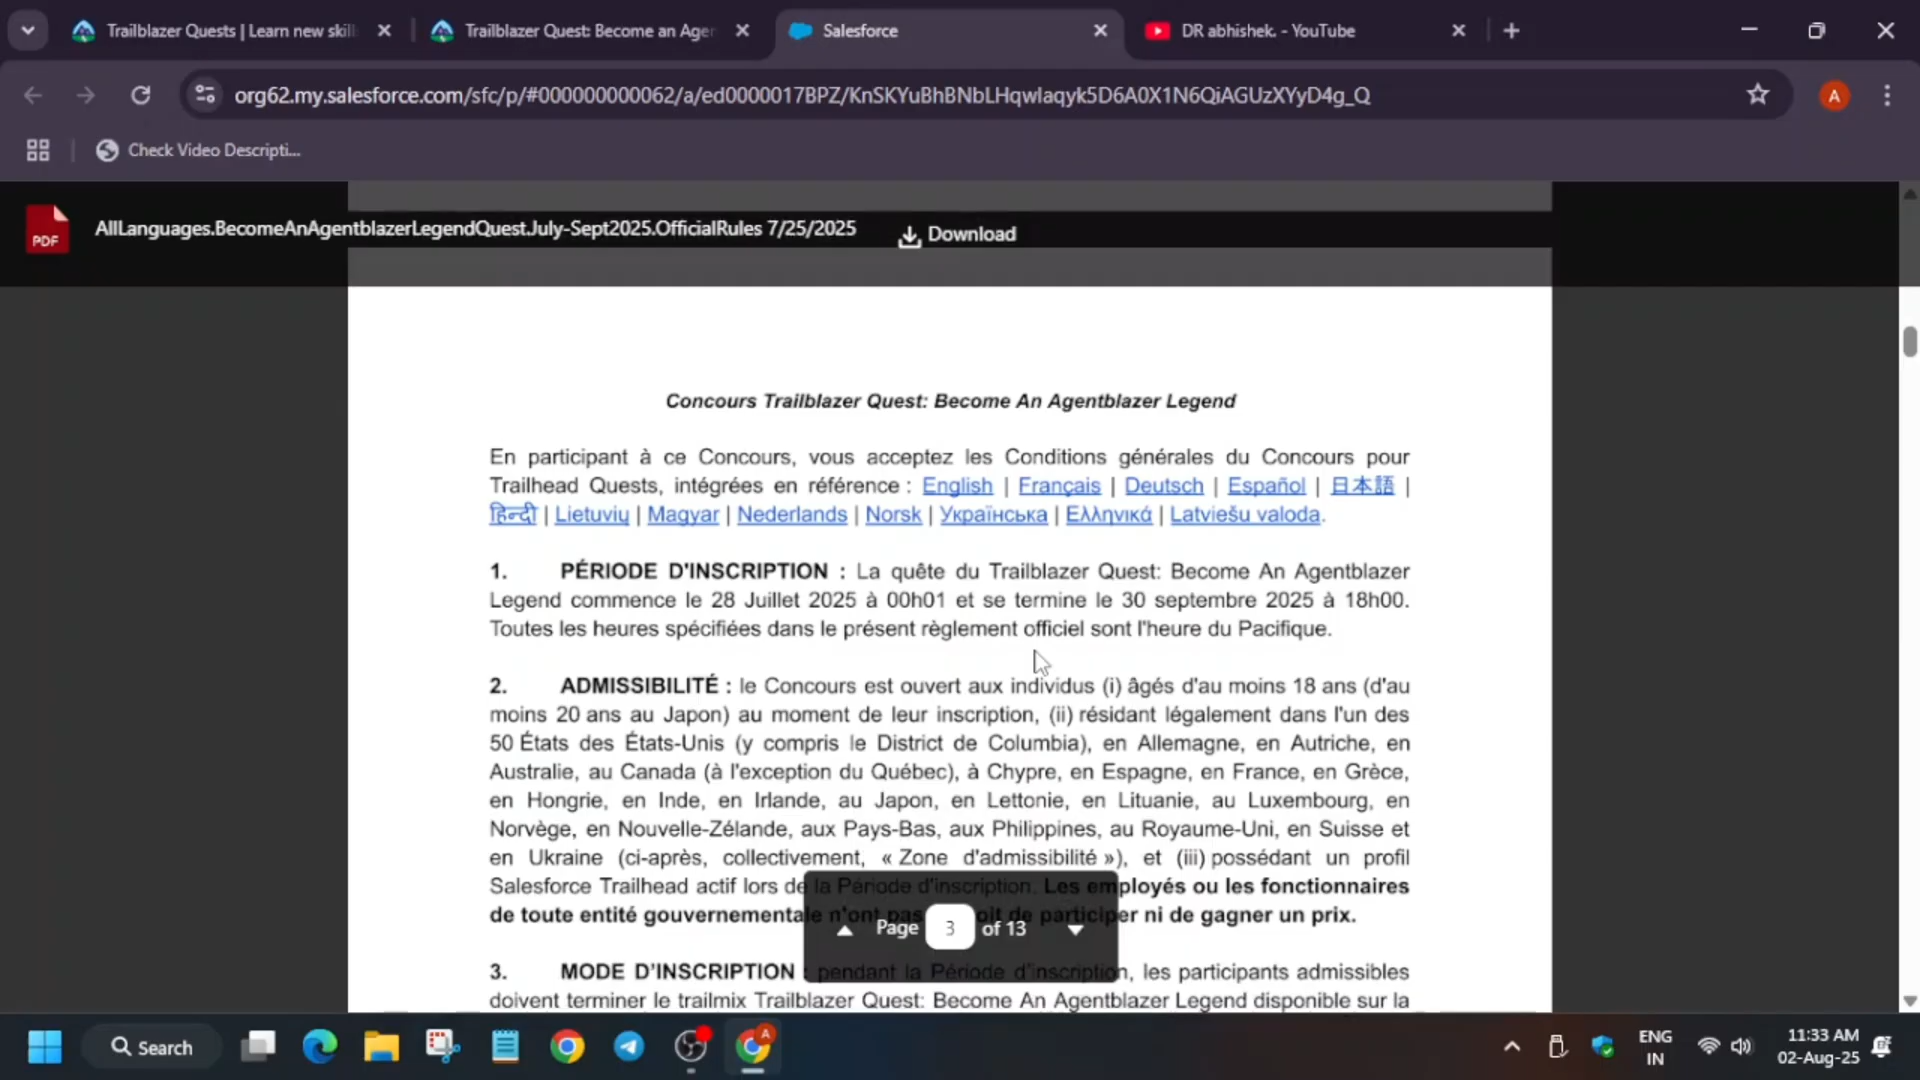 Trailblazer Quests | Learn new skil
Trailblazer Quest: Become an Ager
Salesforce
DR abhishek. - YouTube
org62.my.salesforce.com/sfc/p/#000000000062/a/ed0000017BPZ/KnSKYuBhBNbLHqwIaqyk5D6A0X1N6QiAGUzXYyD4g_Q
A
Check Video Descripti...
PDF
AllLanguages.BecomeAnAgentblazerLegendQuest.July-Sept2025.OfficialRules 7/25/2025
Download
Concours Trailblazer Quest: Become An Agentblazer Legend
En participant à ce Concours, vous acceptez les Conditions générales du Concours pour
Trailhead Quests, intégrées en référence : English | Français | Deutsch | Español | 日本語 |
हिन्दी | Lietuvių | Magyar | Nederlands | Norsk | Українська | Ελληνικά | Latviešu valoda.
1. PÉRIODE D'INSCRIPTION : La quête du Trailblazer Quest: Become An Agentblazer
Legend commence le 28 Juillet 2025 à 00h01 et se termine le 30 septembre 2025 à 18h00.
Toutes les heures spécifiées dans le présent règlement officiel sont l'heure du Pacifique.
2. ADMISSIBILITÉ : le Concours est ouvert aux individus (i) âgés d'au moins 18 ans (d'au
moins 20 ans au Japon) au moment de leur inscription, (ii) résidant légalement dans l'un des
50 États des États-Unis (y compris le District de Columbia), en Allemagne, en Autriche, en
Australie, au Canada (à l'exception du Québec), à Chypre, en Espagne, en France, en Grèce,
en Hongrie, en Inde, en Irlande, au Japon, en Lettonie, en Lituanie, au Luxembourg, en
Norvège, en Nouvelle-Zélande, aux Pays-Bas, aux Philippines, au Royaume-Uni, en Suisse et
en Ukraine (ci-après, collectivement, « Zone d'admissibilité »), et (iii) possédant un profil
Salesforce Trailhead actif lors de la Période d'inscription. Les employés ou les fonctionnaires
de toute entité gouvernementale n'ont pas de participer ni de gagner un prix.
Page 3 of 13
3. MODE D'INSCRIPTION : pendant la Période d'inscription, les participants admissibles
doivent terminer le trailmix Trailblazer Quest: Become An Agentblazer Legend disponible sur la
Search
A
ENG
IN
11:33 AM
02-Aug-25